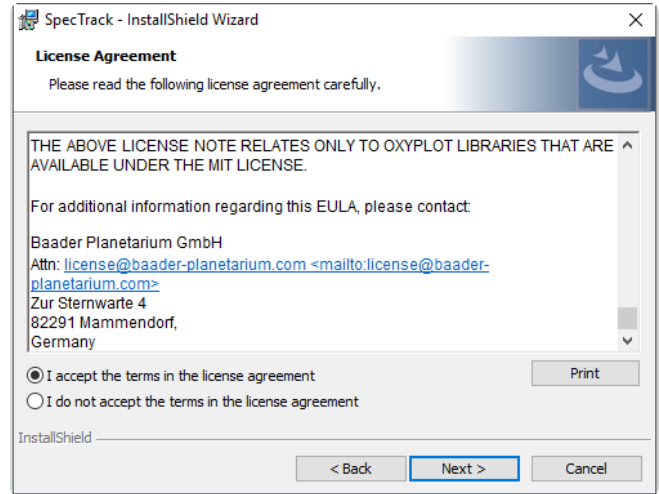 SpecTrack - InstallShield Wizard
License Agreement
Please read the following license agreement carefully.
THE ABOVE LICENSE NOTE RELATES ONLY TO OXYPLOT LIBRARIES THAT ARE
AVAILABLE UNDER THE MIT LICENSE.
For additional information regarding this EULA, please contact:
Baader Planetarium GmbH
Attn: license@baader-planetarium.com <mailto:license@baader-
planetarium.com>
Zur Sternwarte 4
82291 Mammendorf,
Germany
I accept the terms in the license agreement
Print
I do not accept the terms in the license agreement
InstallShield
< Back
Next >
Cancel